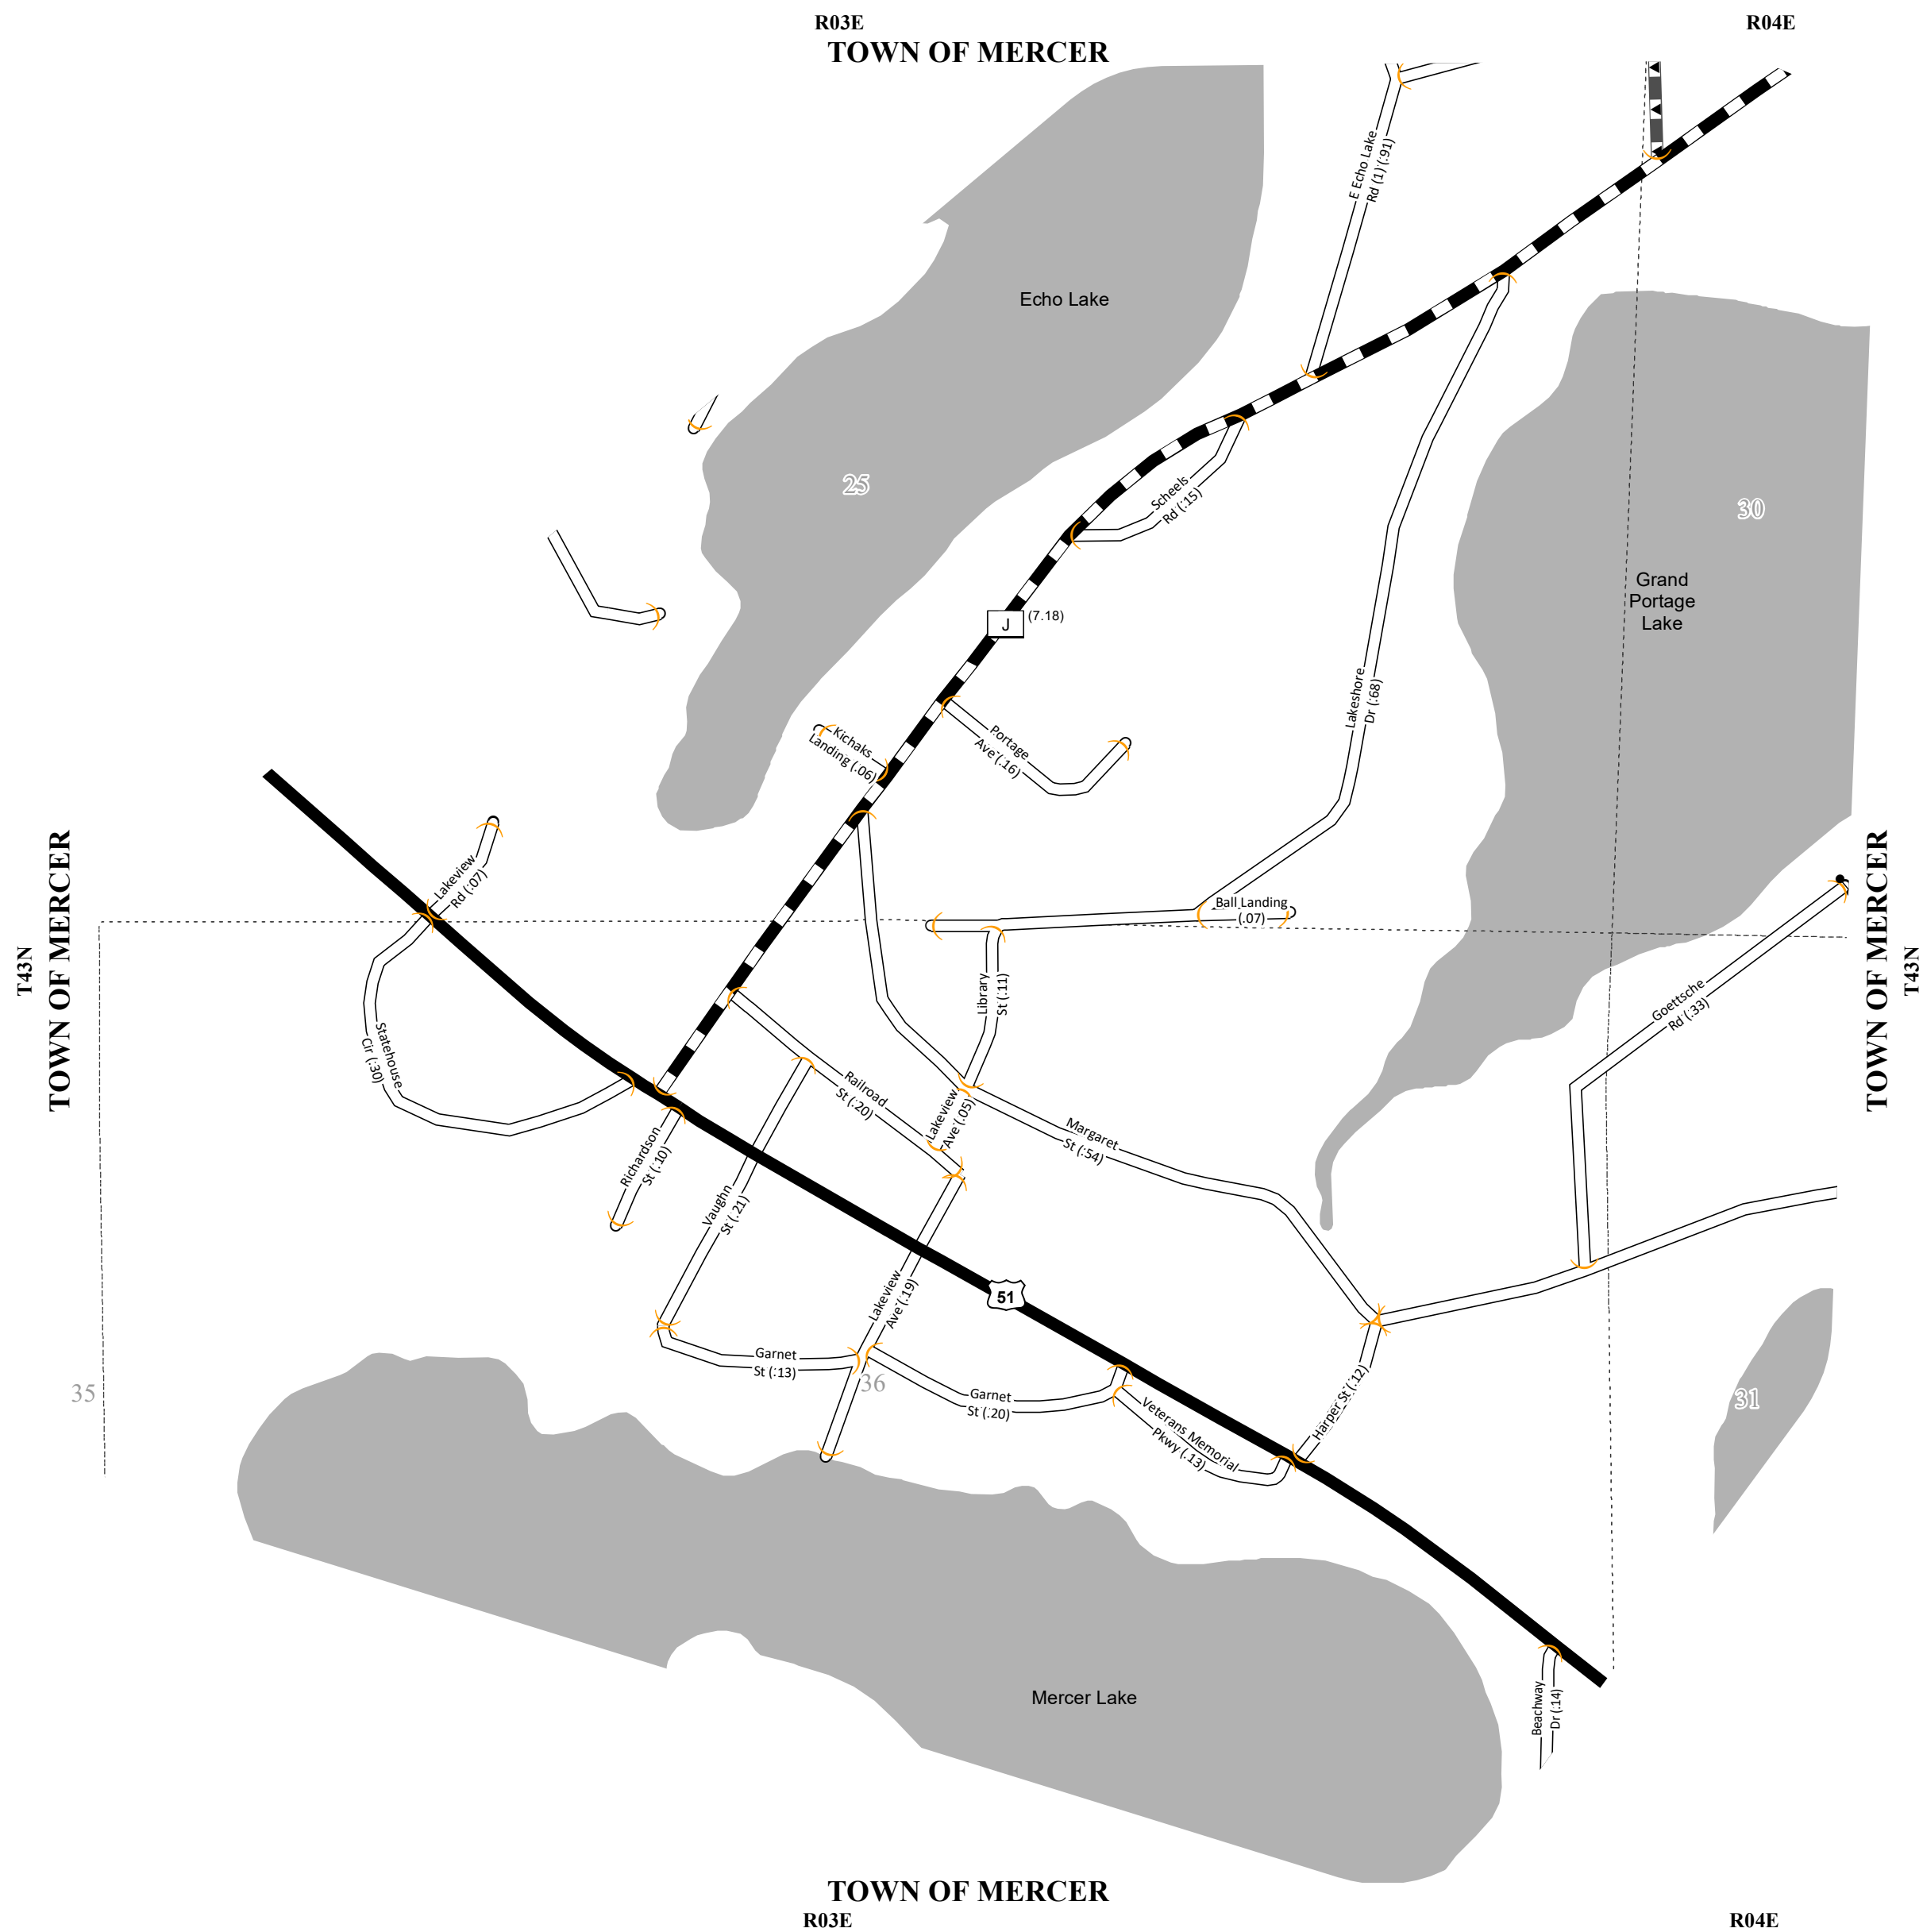 R03E
R04E
TOWN OF MERCER
E Echo Lake
Rd (1) (.91)
Echo Lake
25
30
Scheels
Rd (.15)
Grand
Portage
Lake
J
(7.18)
Lakeshore
Dr (.68)
Portage
Ave (.16)
Kichaks
Landing (.06)
Lakeview
Rd (.07)
Ball Landing
(.07)
T43N
TOWN OF MERCER
TOWN OF MERCER
T43N
Library
St (.11)
Goettsche
Rd (.33)
Statehouse
Cir (.30)
Railroad
St (.20)
Lakeview
Ave (.05)
Margaret
St (.54)
Richardson
St (.10)
Vaughn
St (.21)
Lakeview
Ave (.19)
51
Garnet
St (.13)
36
35
Garnet
St (.20)
Veterans Memorial
Pkwy (.13)
Harper St (.12)
31
Mercer Lake
Beachway
Dr (.14)
TOWN OF MERCER
R03E
R04E